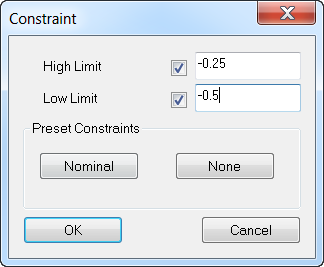 Constraint
High Limit -0.25
Low Limit -0.5
Preset Constraints
Nominal None
OK Cancel